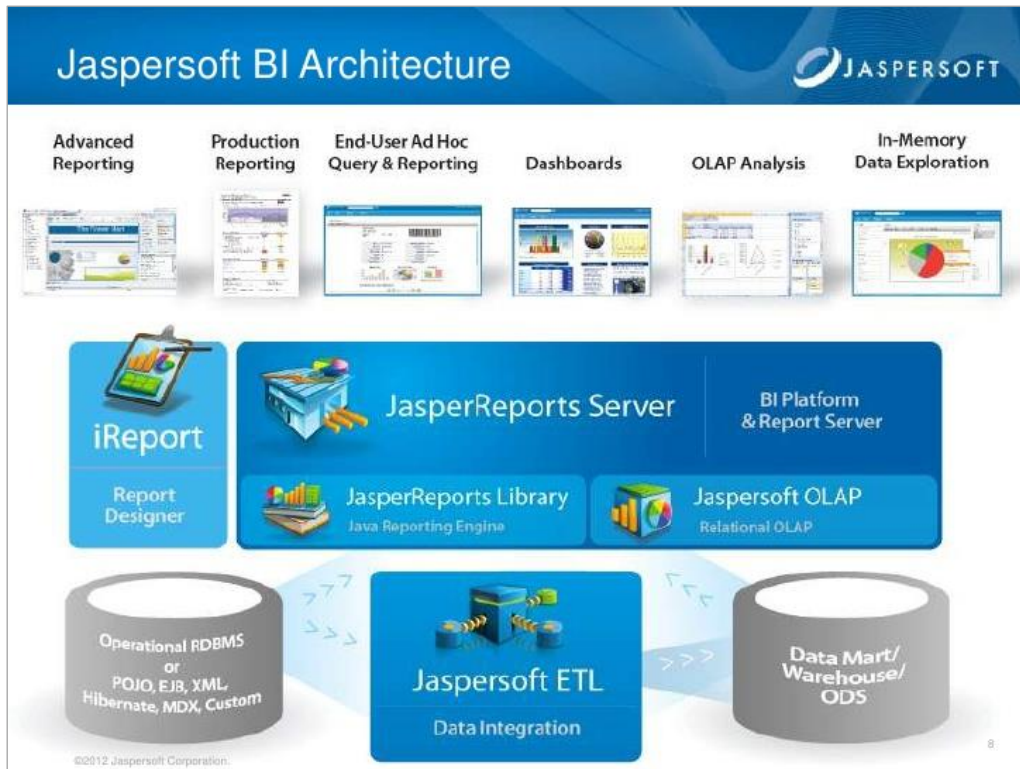 Jaspersoft BI Architecture
JASPERSOFT
Advanced
Reporting
Production
Reporting
End-User Ad Hoc
Query & Reporting
Dashboards
OLAP Analysis
In-Memory
Data Exploration
iReport
Report
Designer
JasperReports Server
BI Platform
& Report Server
JasperReports Library
Java Reporting Engine
Jaspersoft OLAP
Relational OLAP
Operational RDBMS
or
POJO, EJB, XML,
Hibernate, MDX, Custom
Jaspersoft ETL
Data Integration
Data Mart/
Warehouse/
ODS
©2012 Jaspersoft Corporation.
8